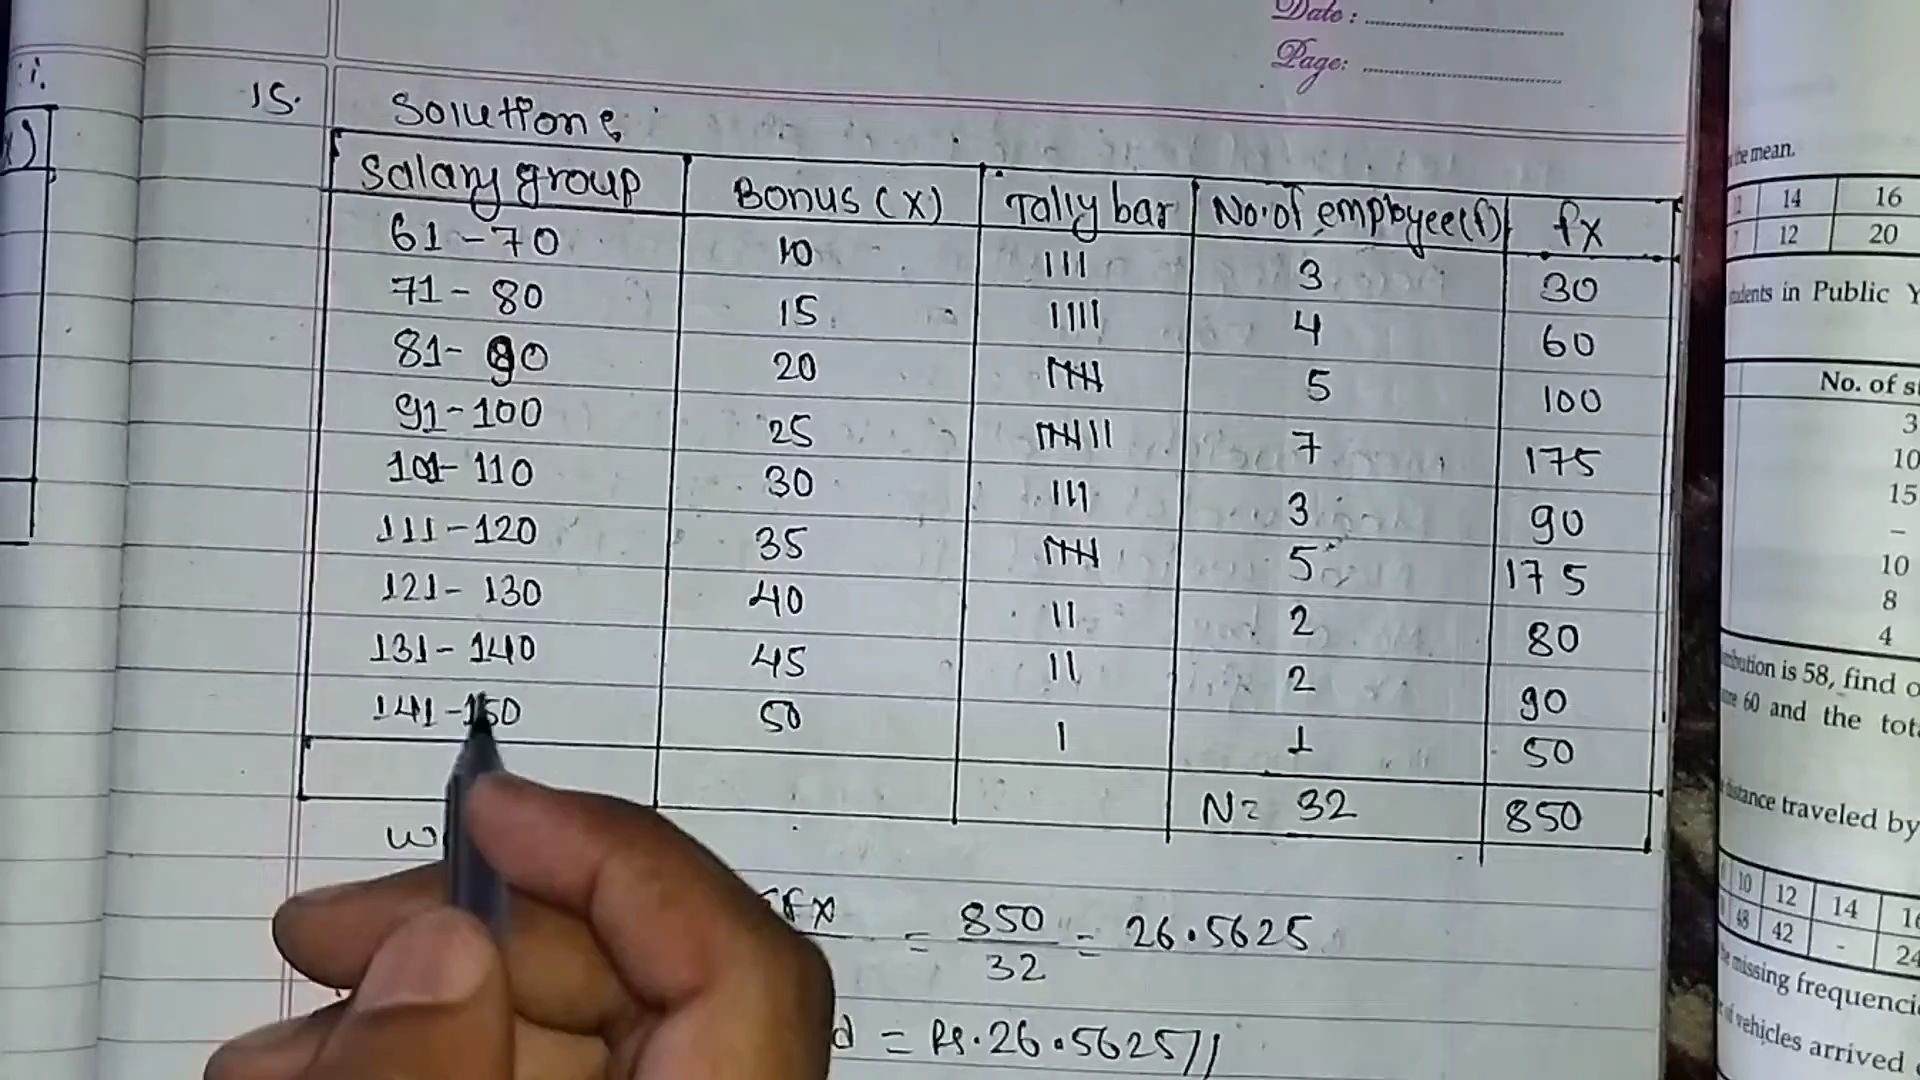 Date :
Page:
15. Solution:
Salary group Bonus (x) Tally bar No. of employee(f) fx
61-70 10 III 3 30
71-80 15 IIII 4 60
81-90 20 5 100
91-100 25 7 175
101-110 30 III 3 90
111-120 35 5 175
121-130 40 II 2 80
131-140 45 II 2 90
141-150 50 I 1 50
N= 32 850
= 850 = 26.5625
32
= Rs. 26.5625//
the mean.
14 16
12 20
students in Public
No. of
3
10
15
-
10
8
4
is 58, find
60 and the
distance traveled by
10 12 14
48 42 - 24
missing
of vehicles arrived